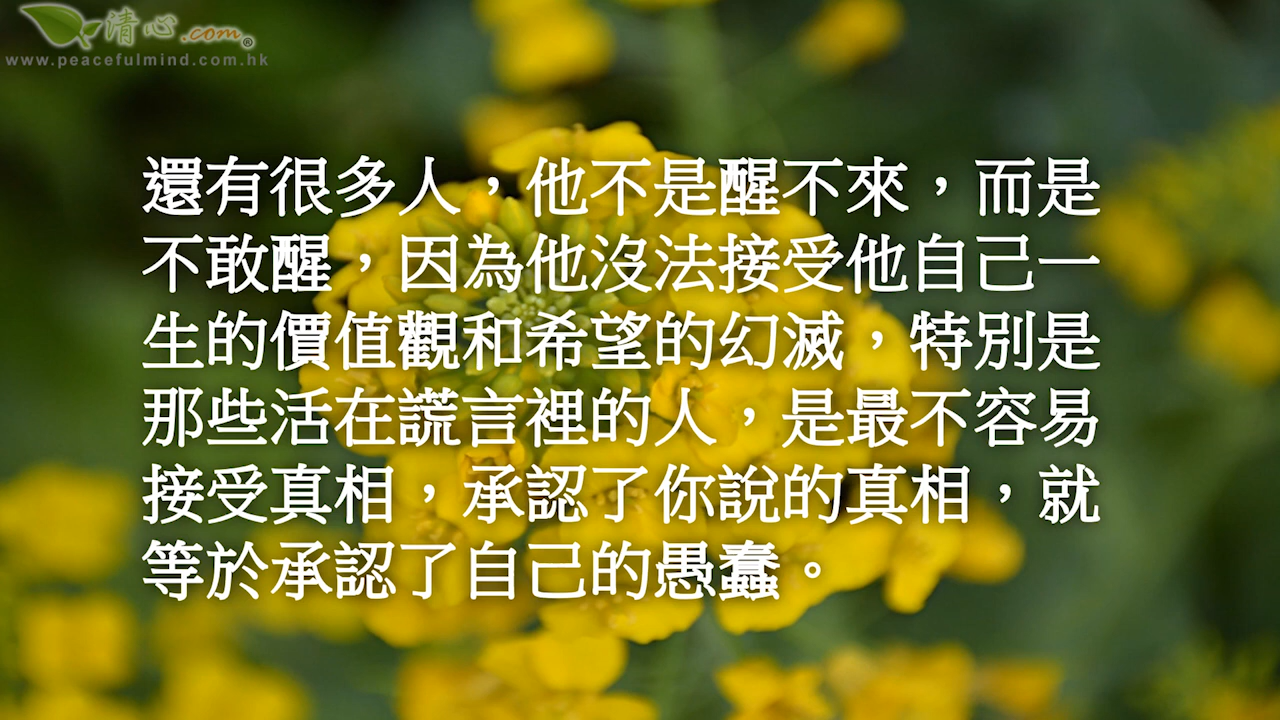 清心.com®
www.peacefulmind.com.hk
還有很多人，他不是醒不來，而是
不敢醒，因為他沒法接受他自己一
生的價值觀和希望的幻滅，特別是
那些活在謊言裡的人，是最不容易
接受真相，承認了你說的真相，就
等於承認了自己的愚蠢。